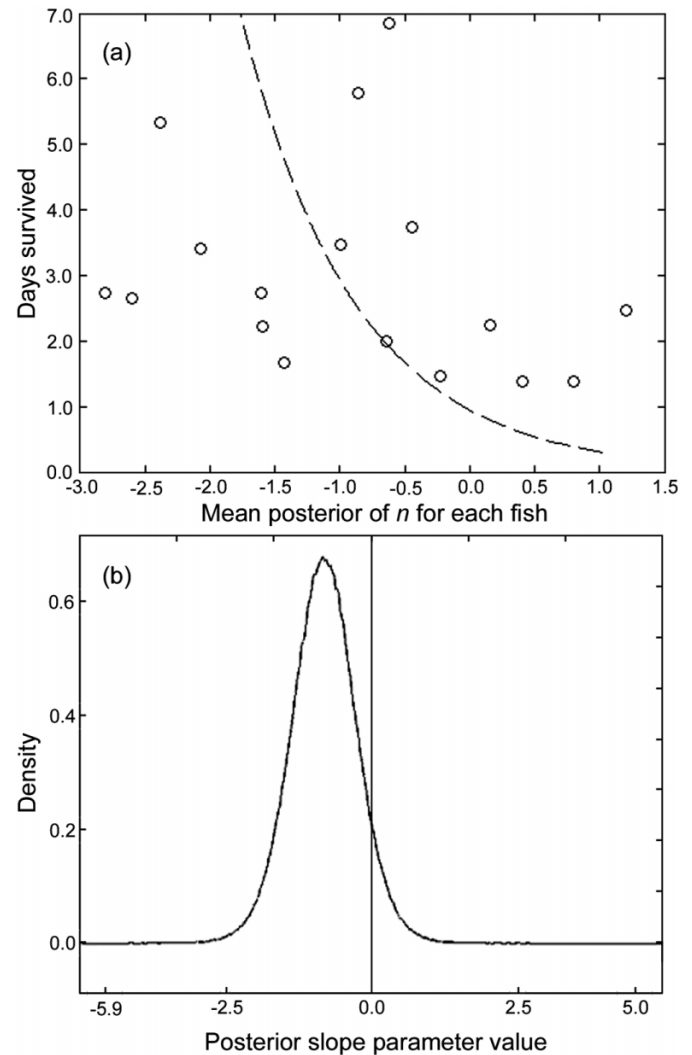 (a)
Days survived
7.0
6.0
5.0
4.0
3.0
2.0
1.0
0.0
-3.0 -2.5 -2.0 -1.5 -1.0 -0.5 0.0 0.5 1.0 1.5
Mean posterior of n for each fish
(b)
Density
0.6
0.4
0.2
0.0
-5.9 -2.5 0.0 2.5 5.0
Posterior slope parameter value